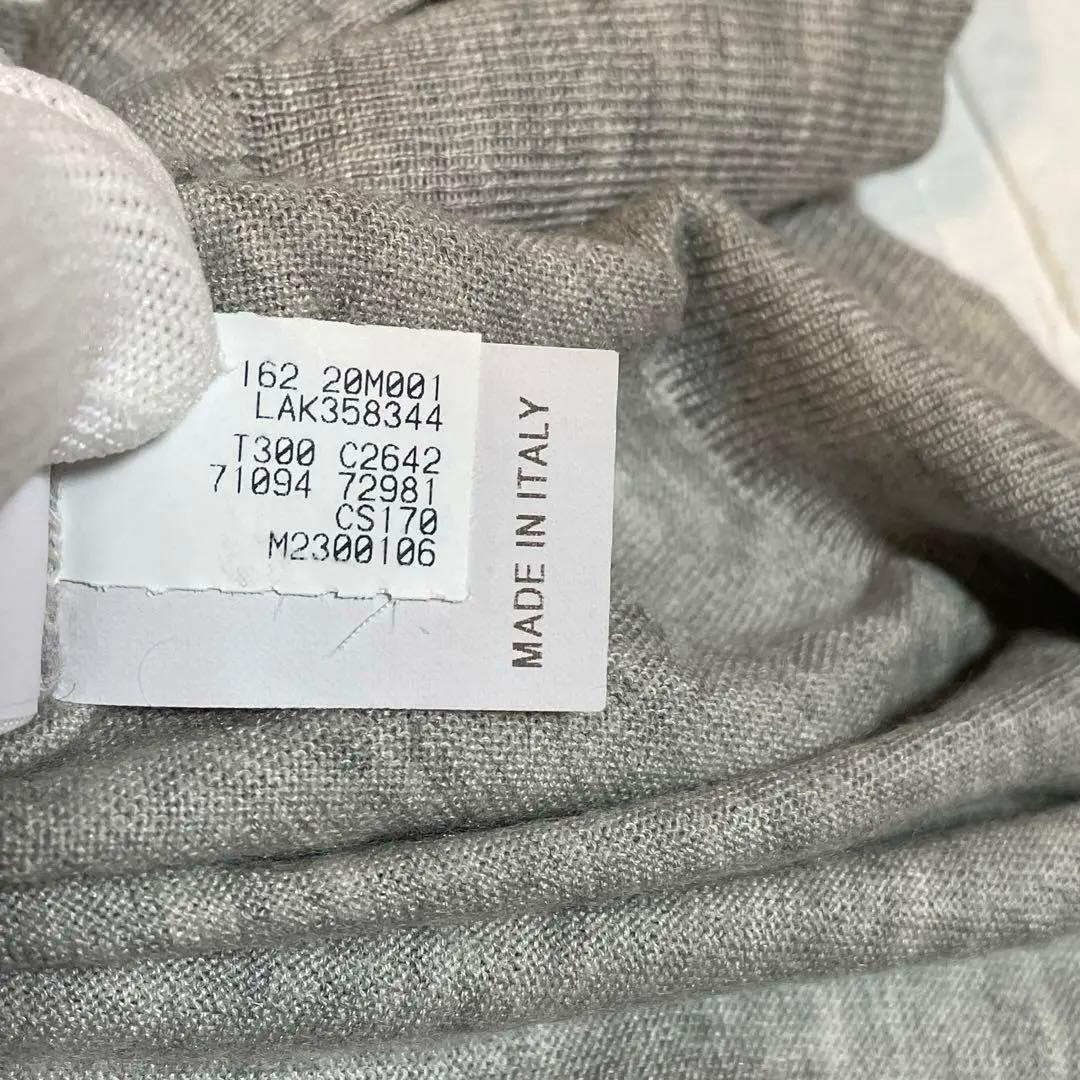 162 20M001
LAK358344
T300 C2642
71094 72981
CS170
M2300106
MADE IN ITALY